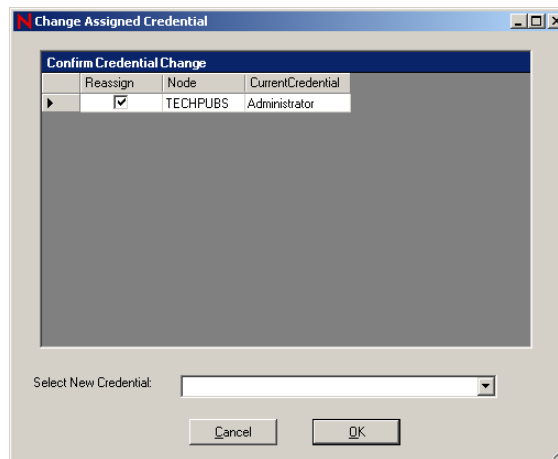 Change Assigned Credential
Confirm Credential Change
Reassign Node CurrentCredential
TECHPUBS Administrator
Select New Credential:
Cancel OK